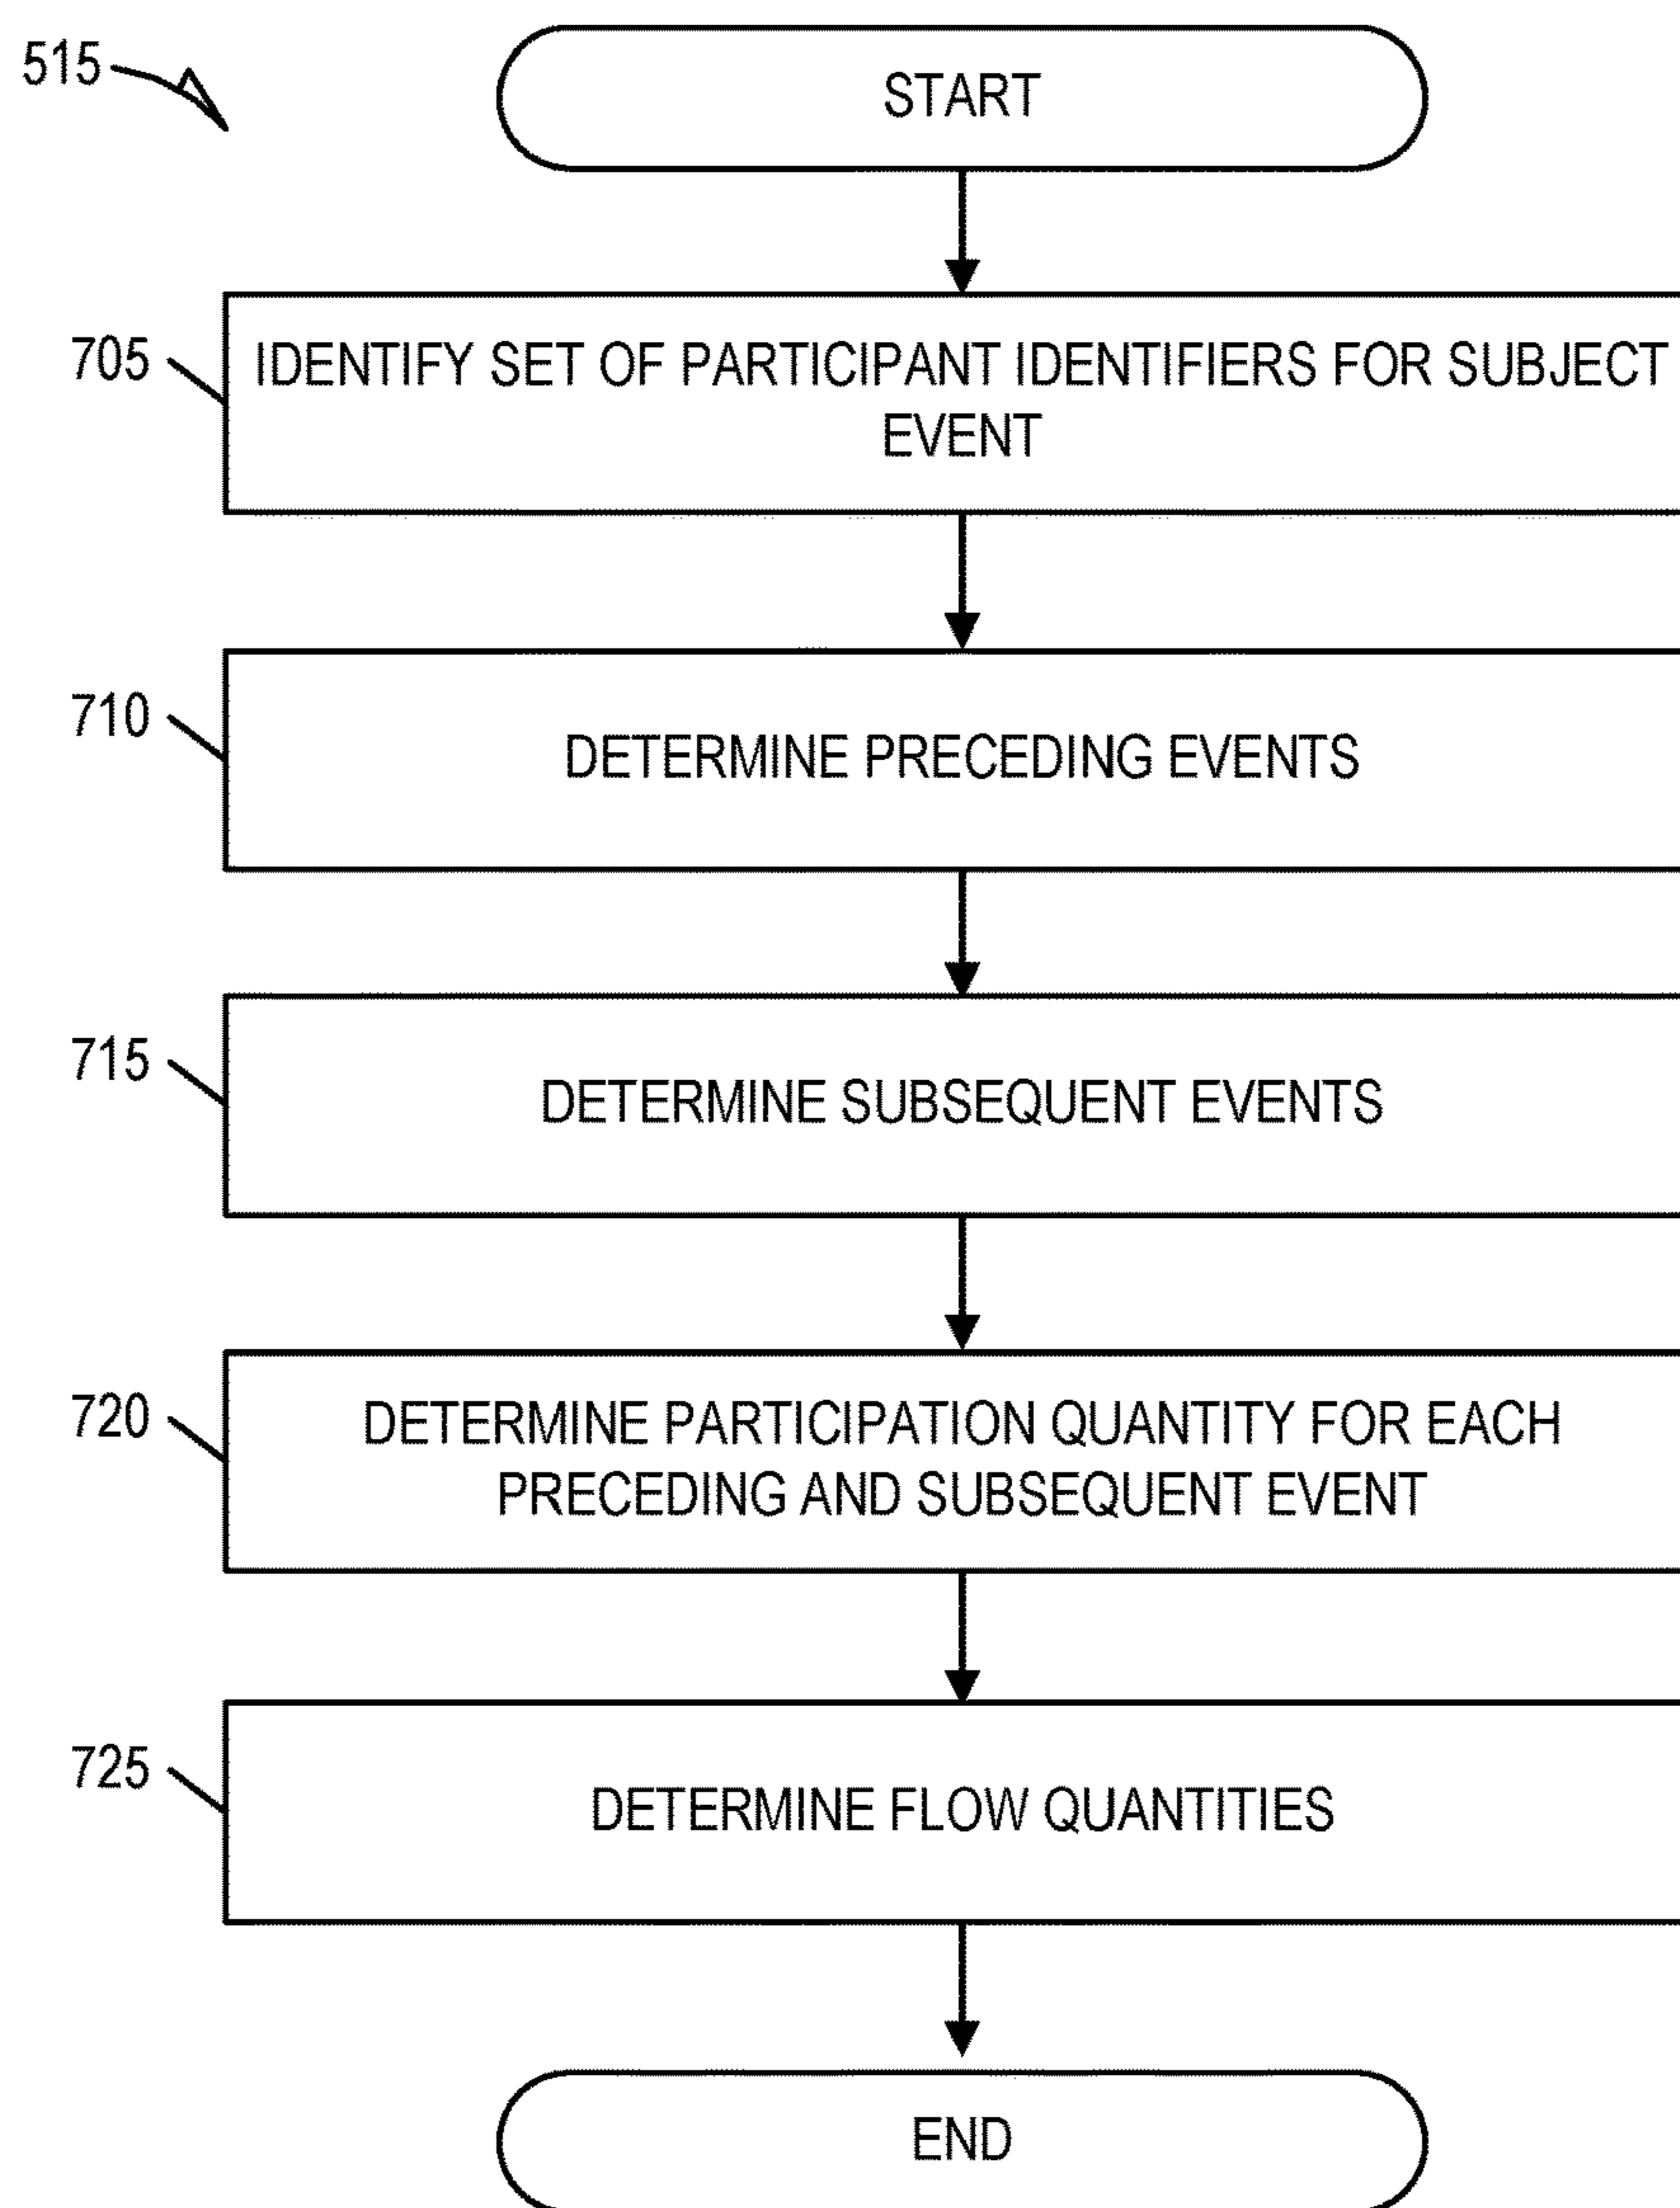 515
START
705
IDENTIFY SET OF PARTICIPANT IDENTIFIERS FOR SUBJECT
EVENT
710
DETERMINE PRECEDING EVENTS
715
DETERMINE SUBSEQUENT EVENTS
720
DETERMINE PARTICIPATION QUANTITY FOR EACH
PRECEDING AND SUBSEQUENT EVENT
725
DETERMINE FLOW QUANTITIES
END